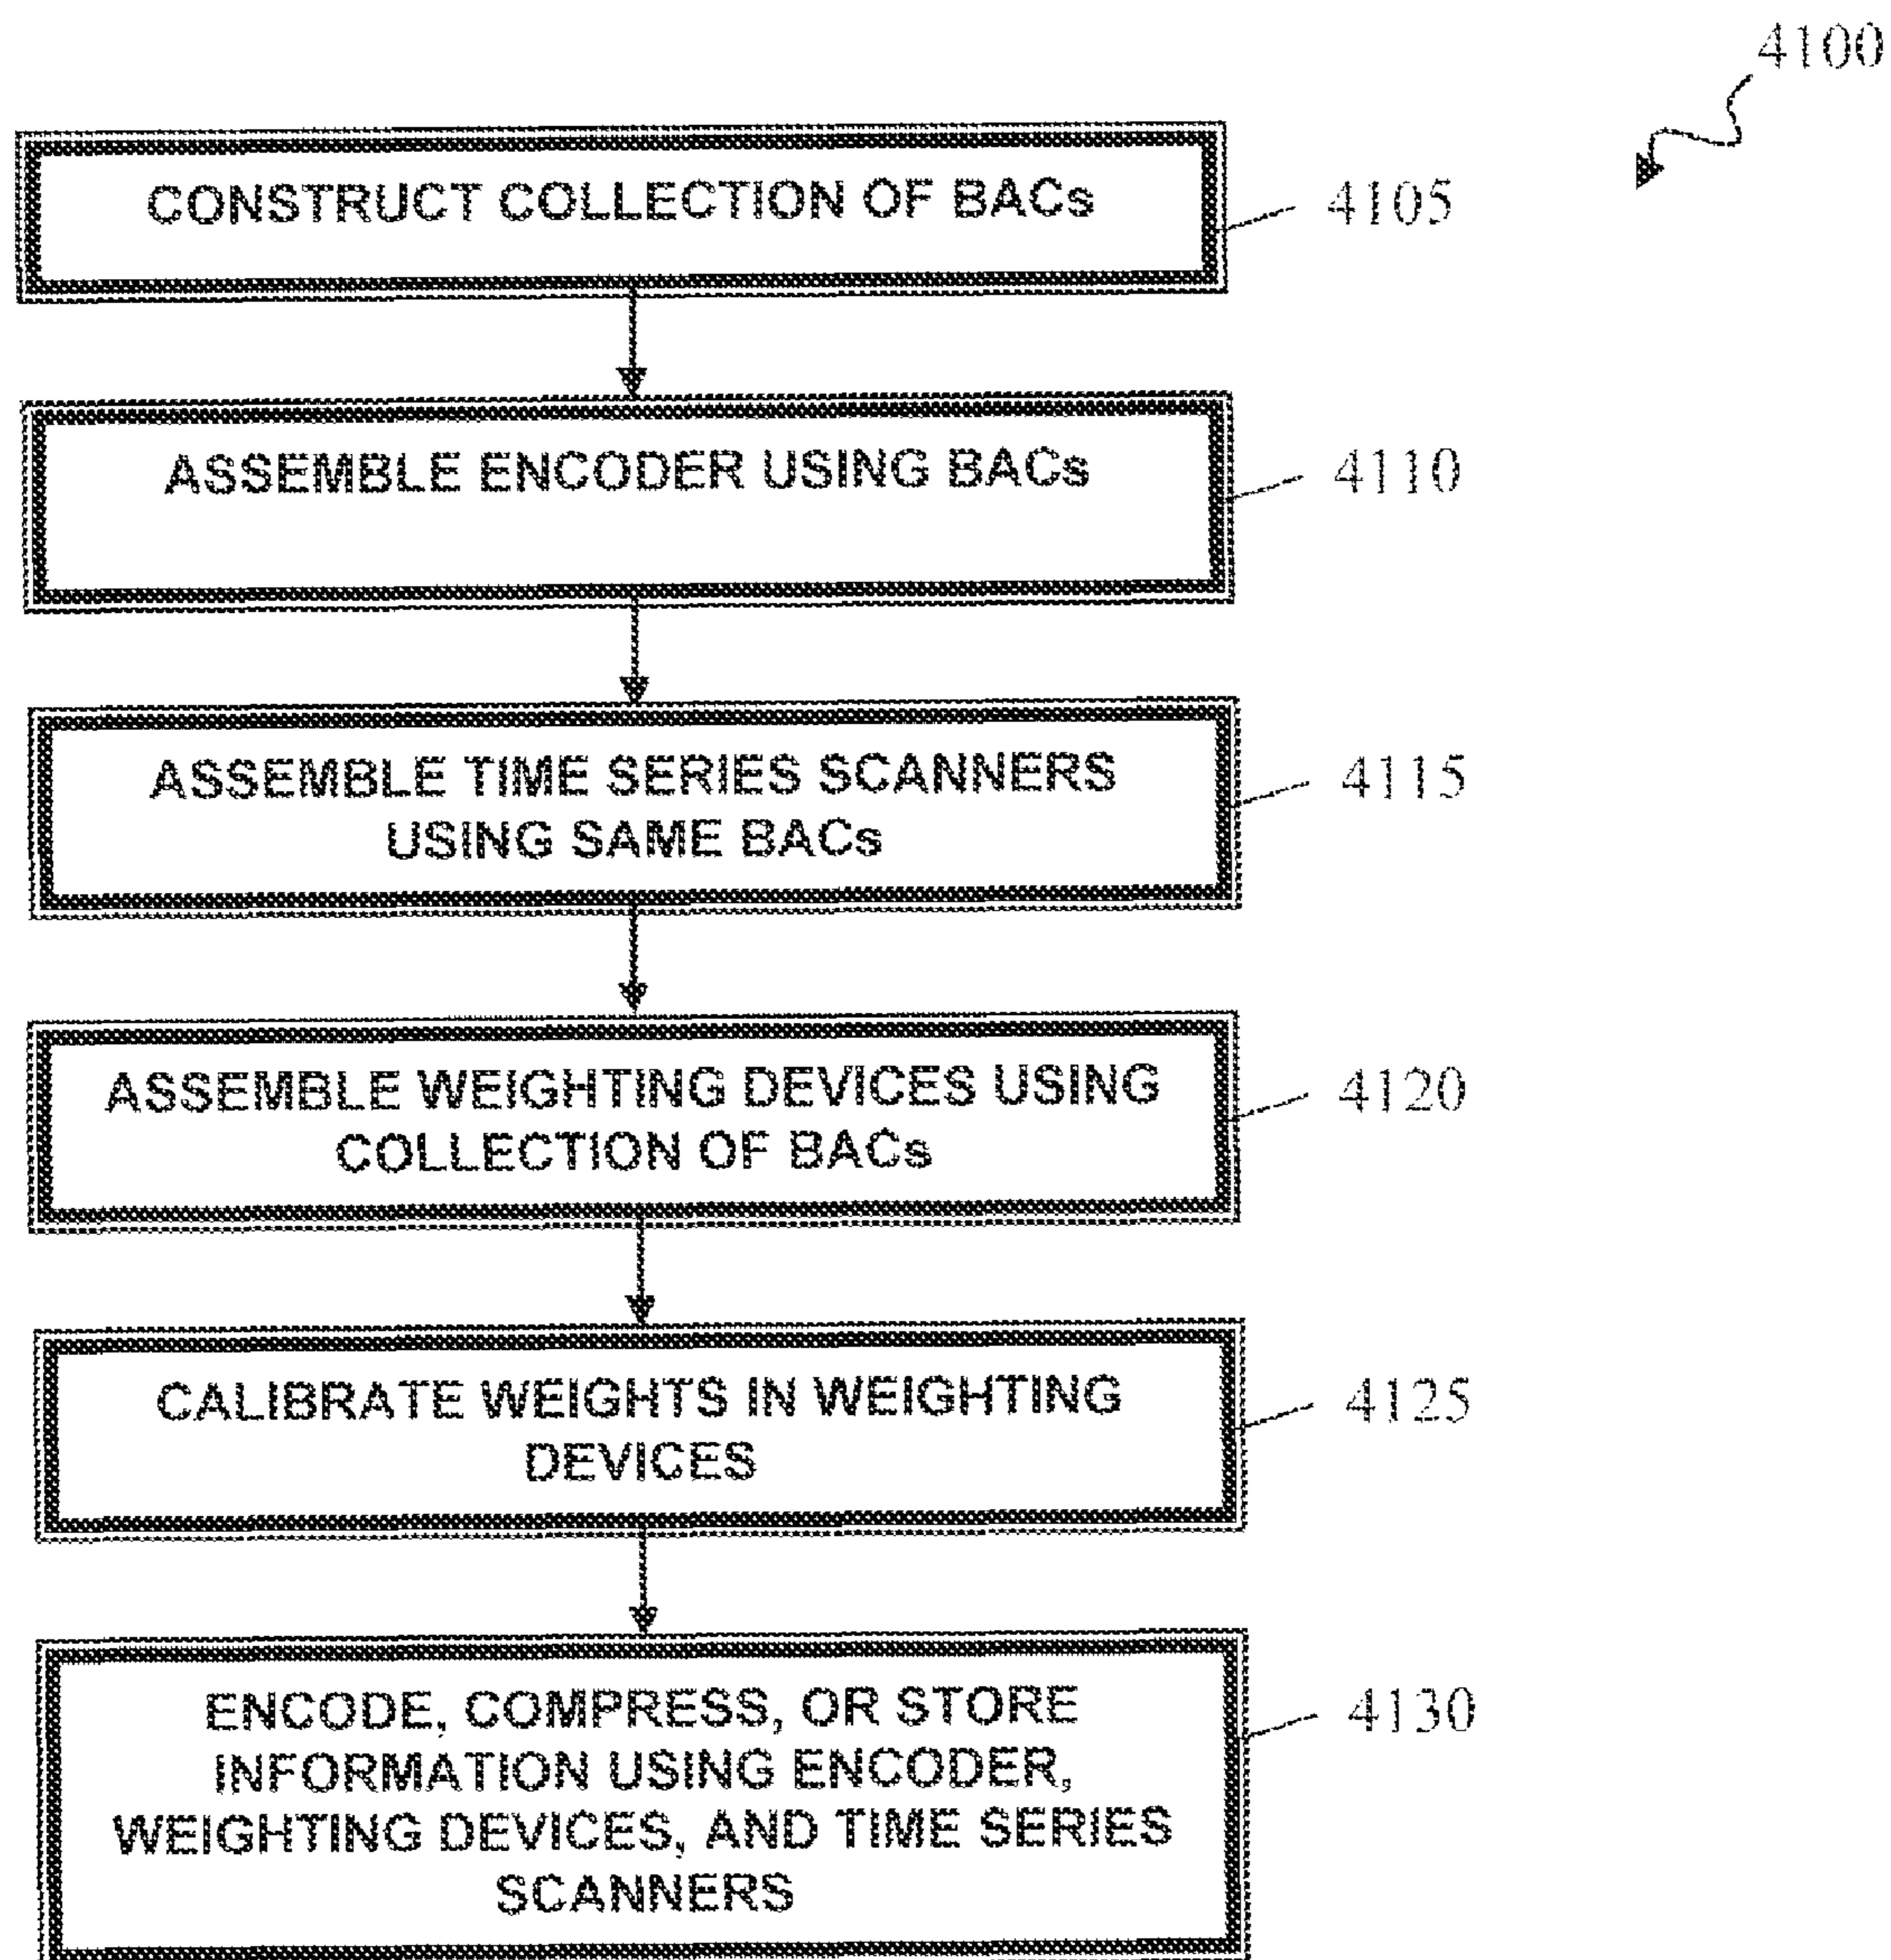 4100
CONSTRUCT COLLECTION OF BACs
4105
ASSEMBLE ENCODER USING BACs
4110
ASSEMBLE TIME SERIES SCANNERS
USING SAME BACs
4115
ASSEMBLE WEIGHTING DEVICES USING
COLLECTION OF BACs
4120
CALIBRATE WEIGHTS IN WEIGHTING
DEVICES
4125
ENCODE, COMPRESS, OR STORE
INFORMATION USING ENCODER,
WEIGHTING DEVICES, AND TIME SERIES
SCANNERS
4130